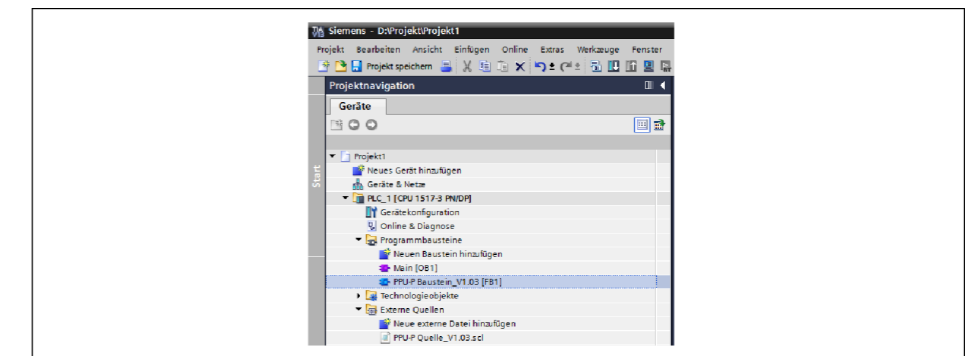 Siemens - D:\Projekt\Projekt1
Projekt Bearbeiten Ansicht Einfügen Online Extras Werkzeuge Fenster
Projekt speichern
Projektnavigation
Geräte
Start
Projekt1
Neues Gerät hinzufügen
Geräte & Netze
PLC_1 [CPU 1517-3 PN/DP]
Gerätekonfiguration
Online & Diagnose
Programmbausteine
Neuen Baustein hinzufügen
Main [OB1]
PPU-P Baustein_V1.03 [FB1]
Technologieobjekte
Externe Quellen
Neue externe Datei hinzufügen
PPU-P Quelle_V1.03.scl